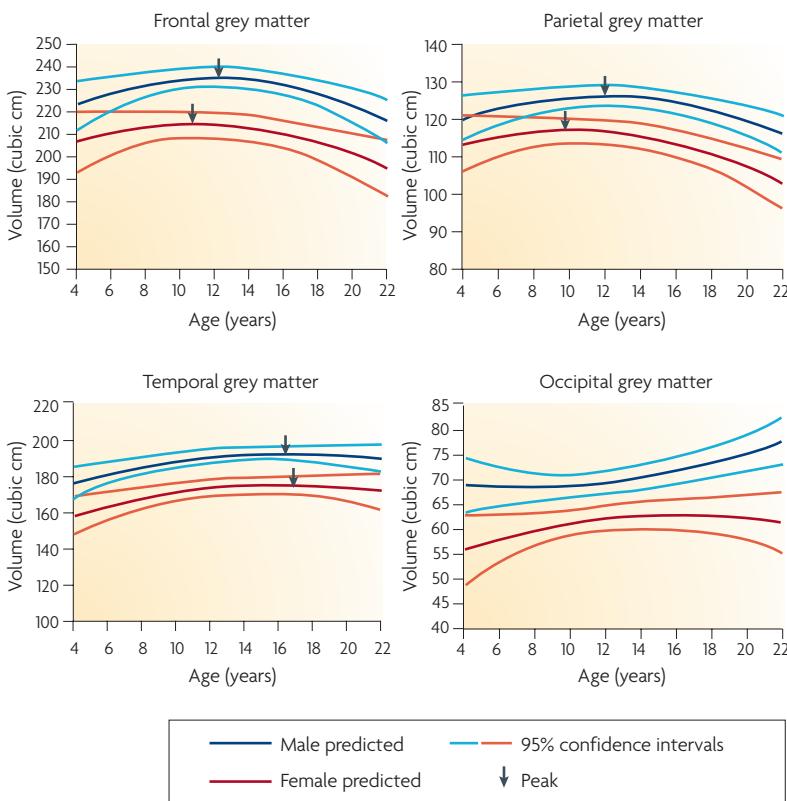 Frontal grey matter
250
240
230
220
210
200
190
180
170
160
150
Volume (cubic cm)
4 6 8 10 12 14 16 18 20 22
Age (years)
Parietal grey matter
140
130
120
110
100
90
80
Volume (cubic cm)
4 6 8 10 12 14 16 18 20 22
Age (years)
Temporal grey matter
220
200
180
160
140
120
100
Volume (cubic cm)
4 6 8 10 12 14 16 18 20 22
Age (years)
Occipital grey matter
85
80
75
70
65
60
55
50
45
40
Volume (cubic cm)
4 6 8 10 12 14 16 18 20 22
Age (years)
Male predicted
95% confidence intervals
Female predicted
Peak